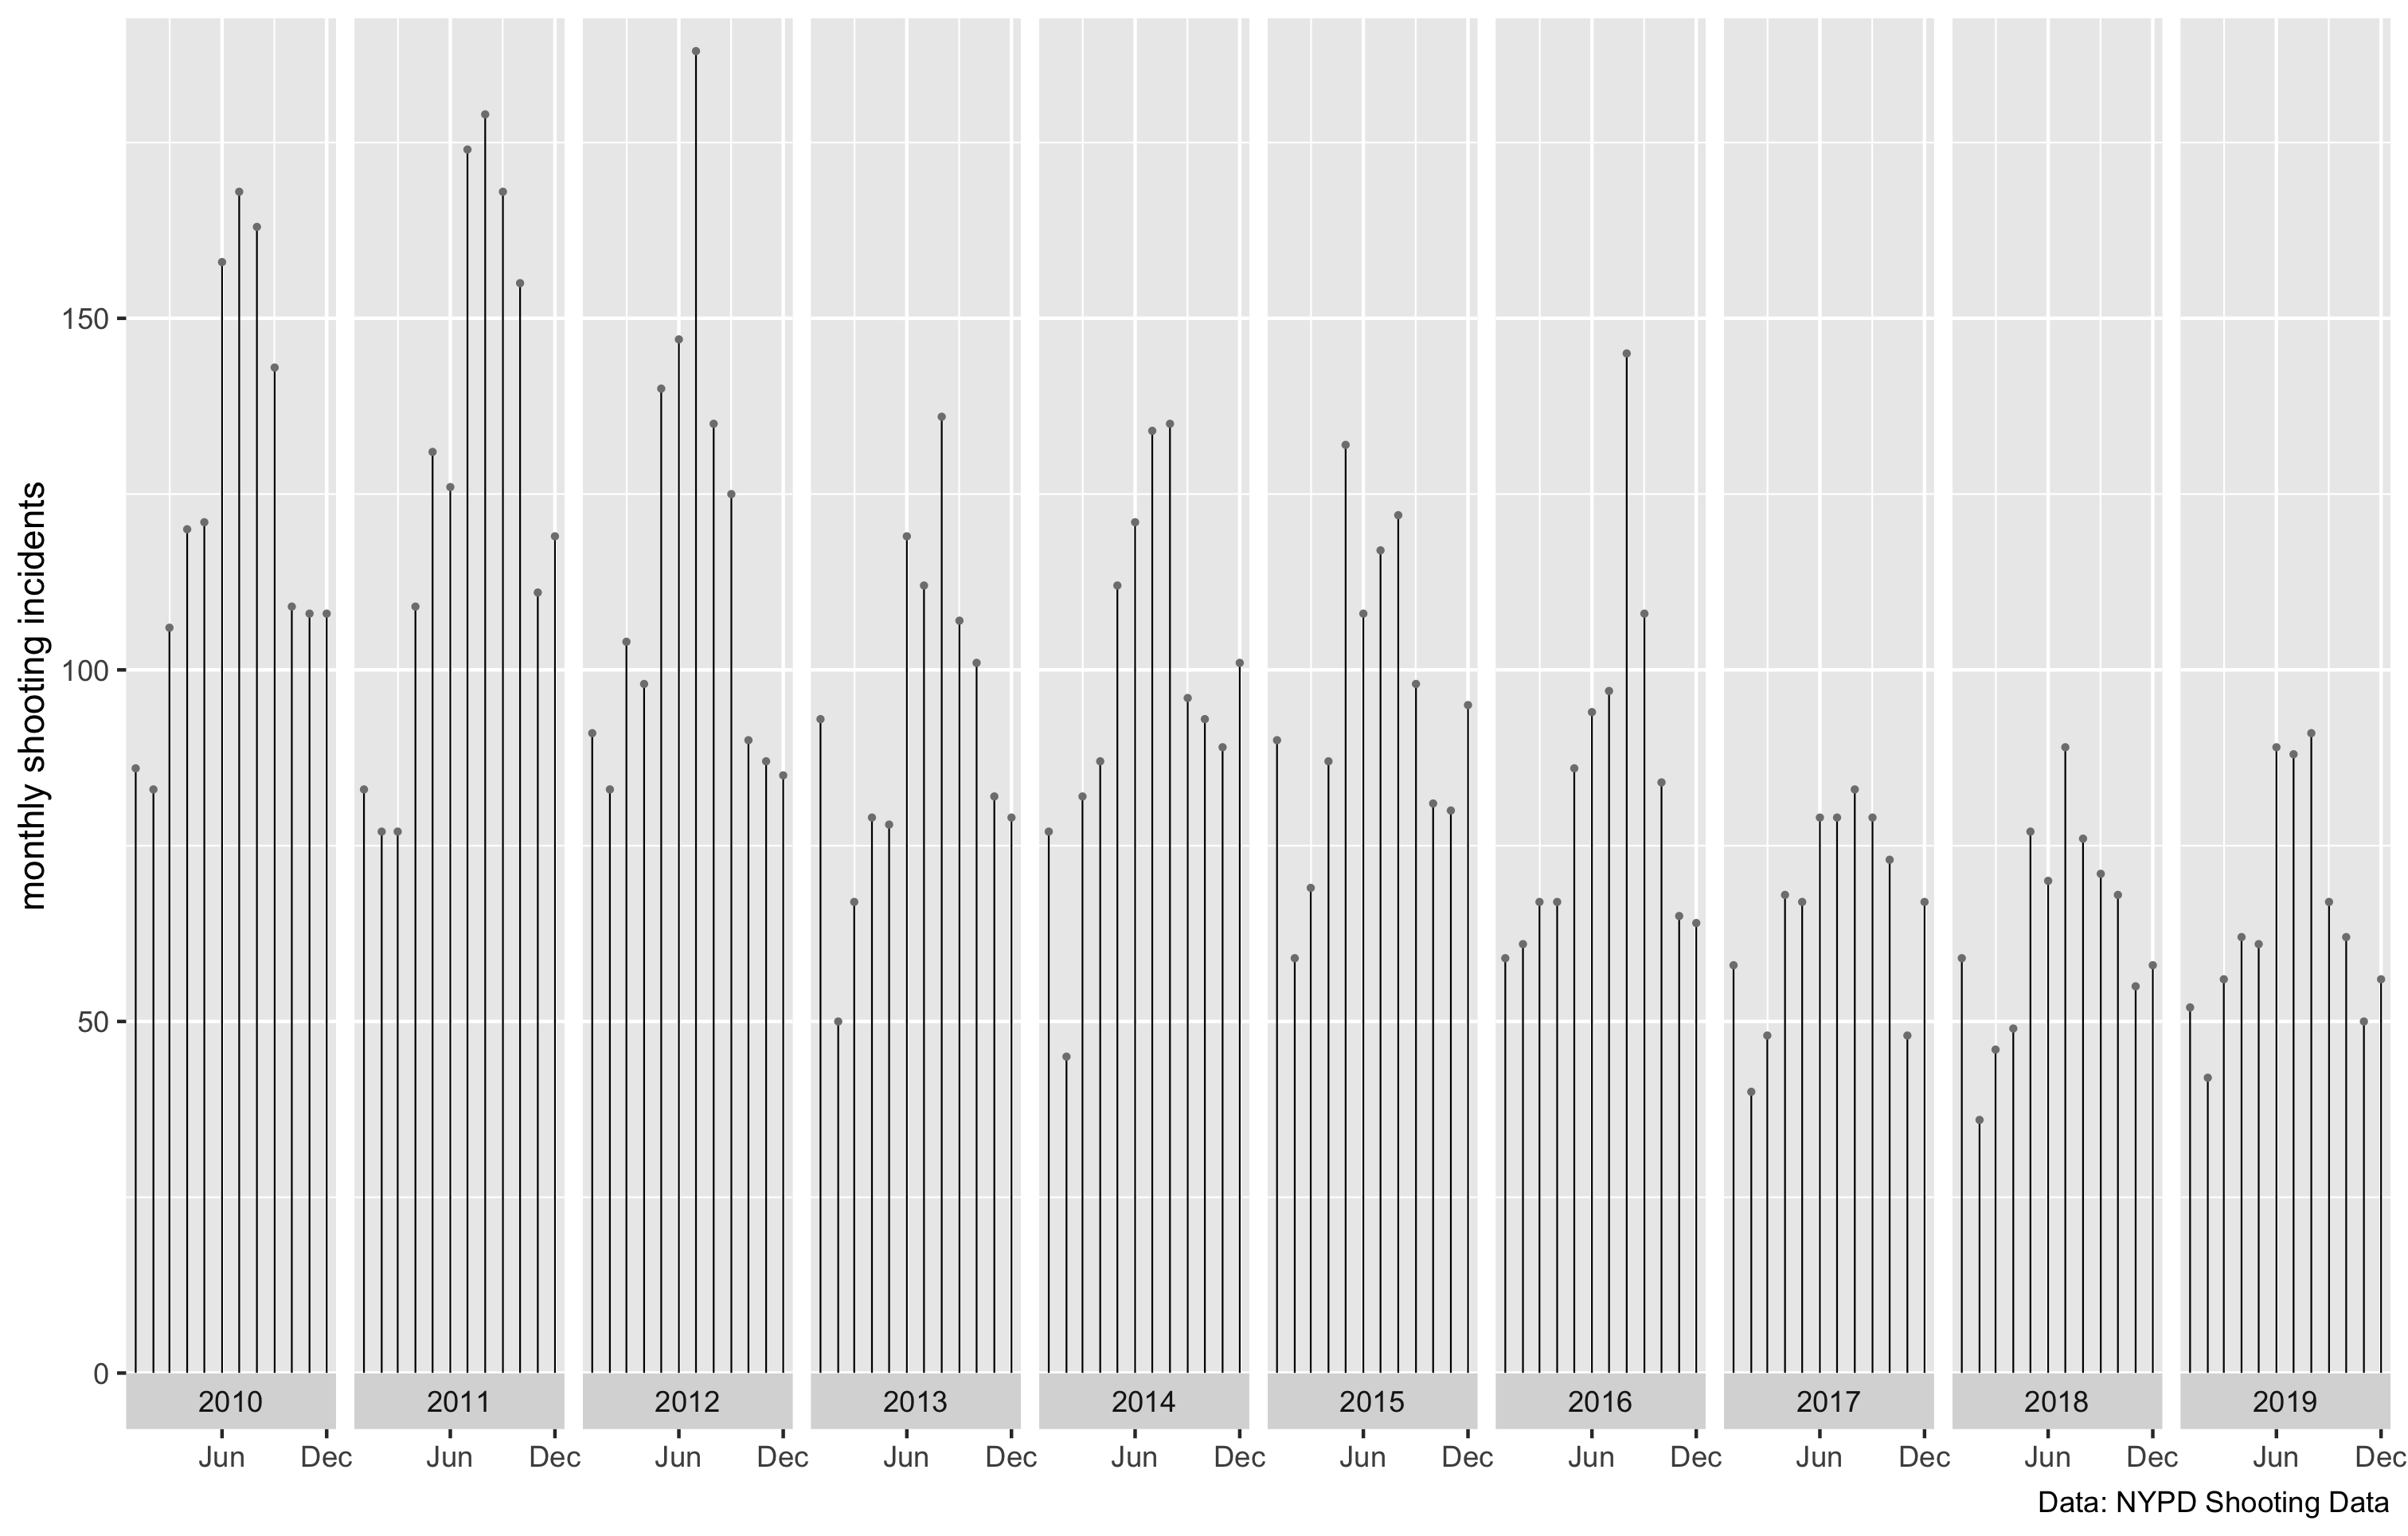 monthly shooting incidents
150
100
50
0
2010 2011 2012 2013 2014 2015 2016 2017 2018 2019
Jun Dec Jun Dec Jun Dec Jun Dec Jun Dec Jun Dec Jun Dec Jun Dec Jun Dec Jun Dec
Data: NYPD Shooting Data